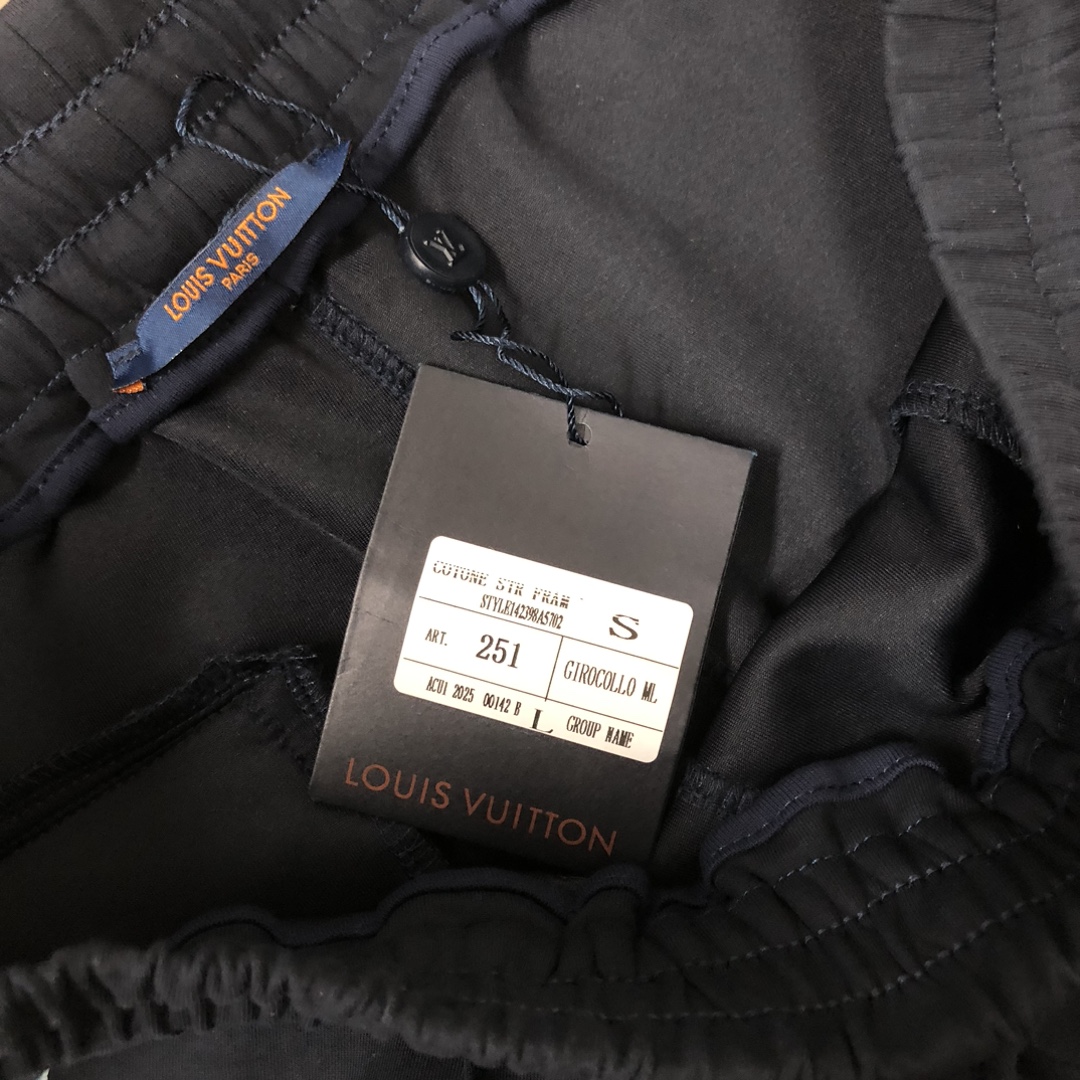 LOUIS VUITTON
PARIS
COTONE STR PRAM
STYLE142398A5702
S
ART. 251
GIROCOLLO ML
ACU1 2025 00142 B L
GROUP NAME
LOUIS VUITTON